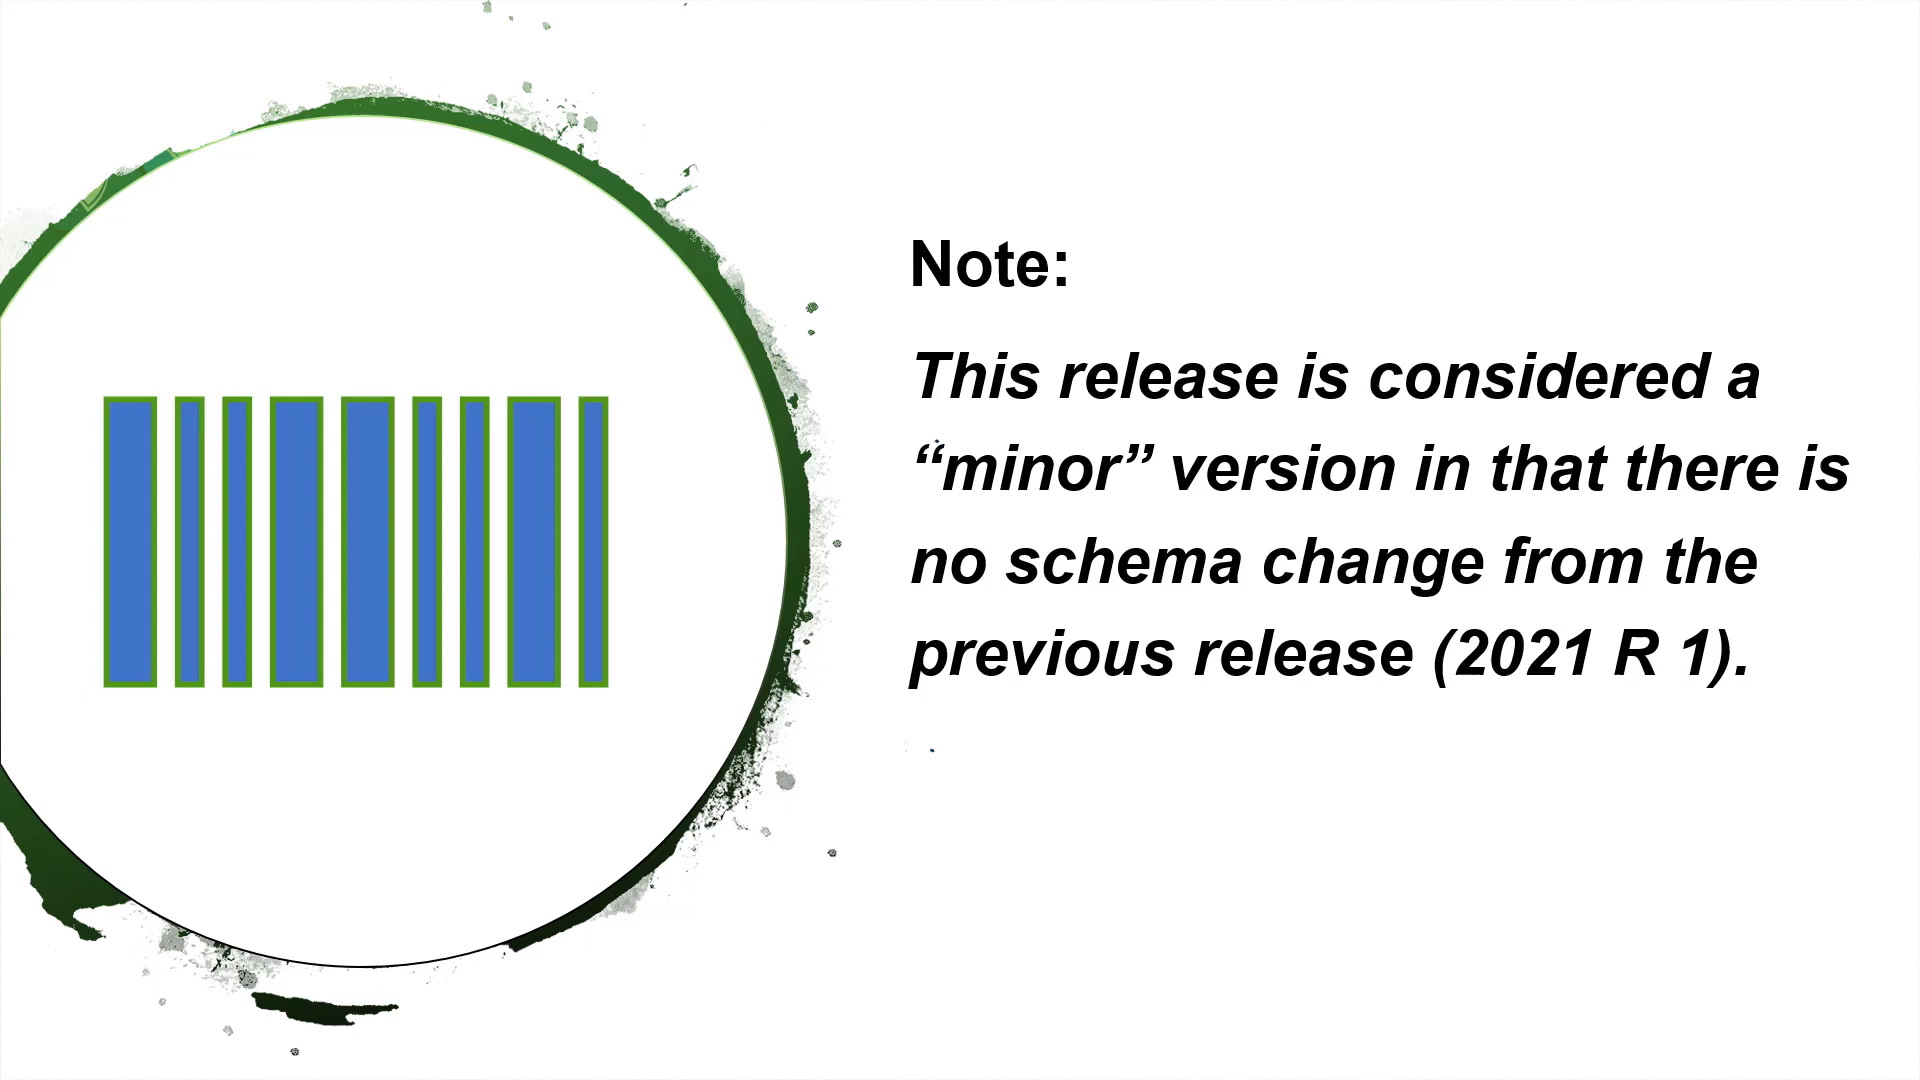 Note:
This release is considered a
“minor” version in that there is
no schema change from the
previous release (2021 R 1).